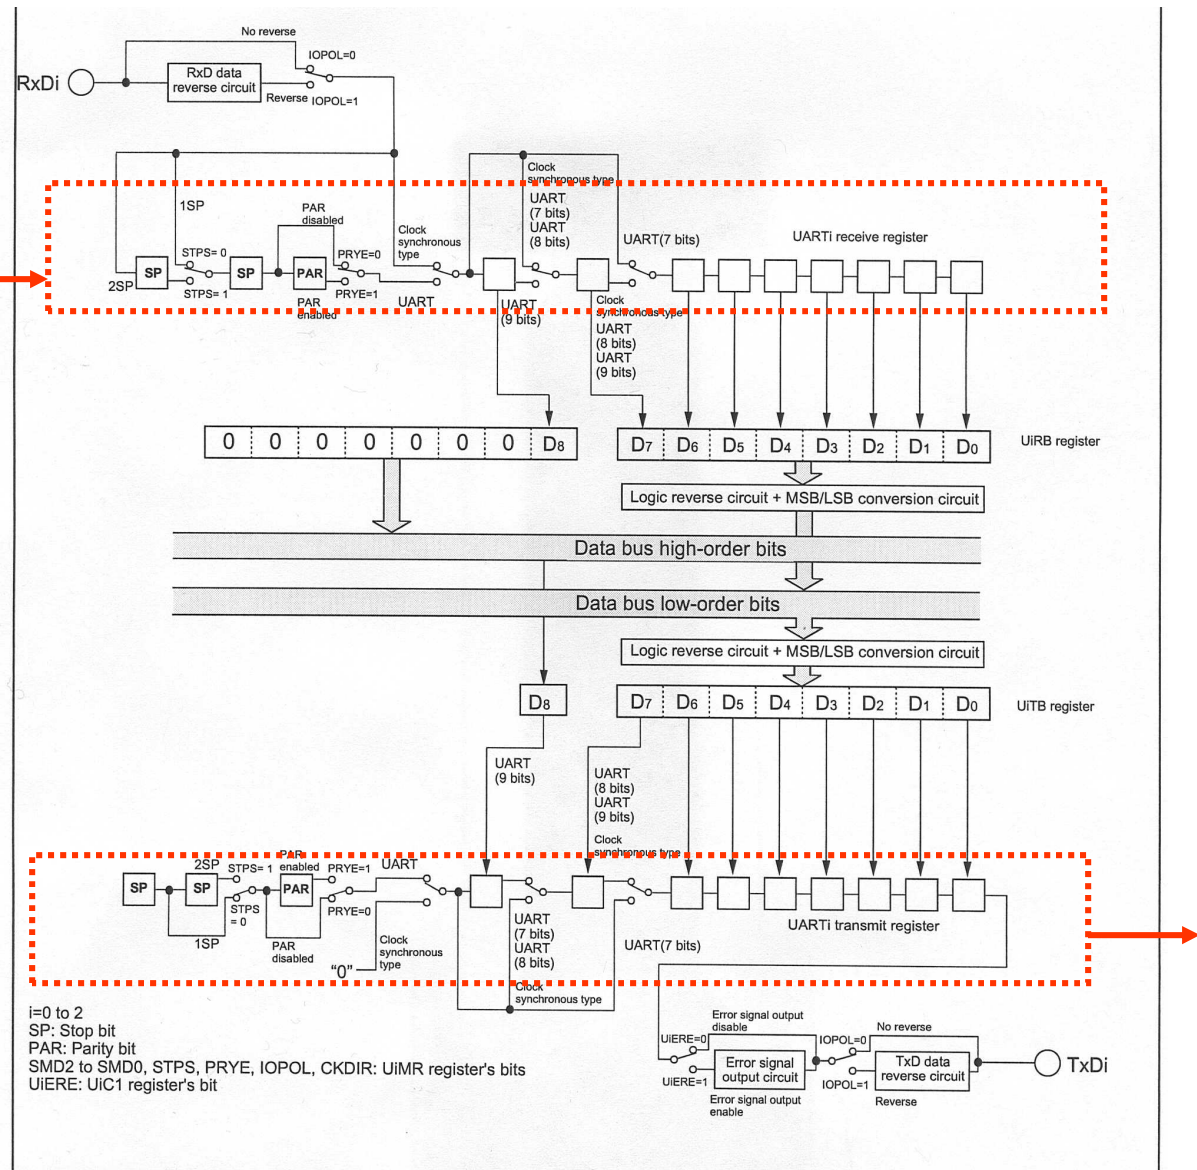 No reverse
IOPOL=0
RxDi
RxD data
reverse circuit
Reverse
IOPOL=1
Clock
synchronous type
1SP
PAR
disabled
UART
(7 bits)
UART
(8 bits)
Clock
synchronous
type
UART(7 bits)
UARTi receive register
STPS= 0
PRYE=0
2SP
SP
SP
PAR
STPS= 1
PRYE=1
PAR
enabled
UART
UART
(9 bits)
Clock
synchronous type
UART
(8 bits)
UART
(9 bits)
0 0 0 0 0 0 0 D8
D7 D6 D5 D4 D3 D2 D1 D0
UiRB register
Logic reverse circuit + MSB/LSB conversion circuit
Data bus high-order bits
Data bus low-order bits
Logic reverse circuit + MSB/LSB conversion circuit
D8
D7 D6 D5 D4 D3 D2 D1 D0
UiTB register
UART
(9 bits)
UART
(8 bits)
UART
(9 bits)
Clock
synchronous type
PAR
enabled
2SP
STPS= 1
PRYE=1
UART
SP
SP
PAR
STPS
= 0
PRYE=0
1SP
PAR
disabled
Clock
synchronous
type
"0"
UART
(7 bits)
UART
(8 bits)
UART(7 bits)
UARTi transmit register
Clock
synchronous type
i=0 to 2
SP: Stop bit
PAR: Parity bit
SMD2 to SMD0, STPS, PRYE, IOPOL, CKDIR: UiMR register's bits
UiERE: UiC1 register's bit
Error signal output
disable
UiERE=0
IOPOL=0
No reverse
Error signal
output circuit
TxD data
reverse circuit
TxDi
UiERE=1
IOPOL=1
Error signal output
enable
Reverse